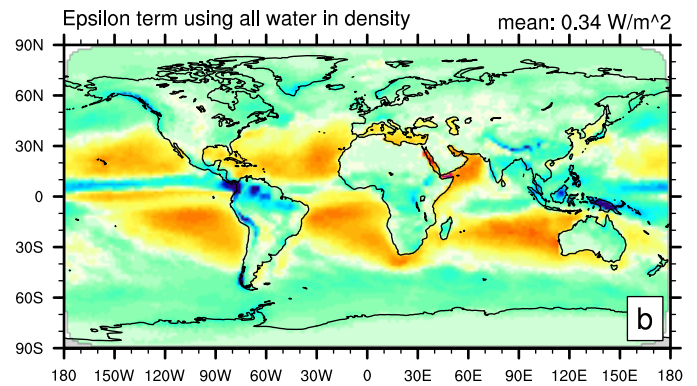 Epsilon term using all water in density mean: 0.34 W/m^2
90N
60N
30N
0
30S
60S
90S
b
180 150W 120W 90W 60W 30W 0 30E 60E 90E 120E 150E 180